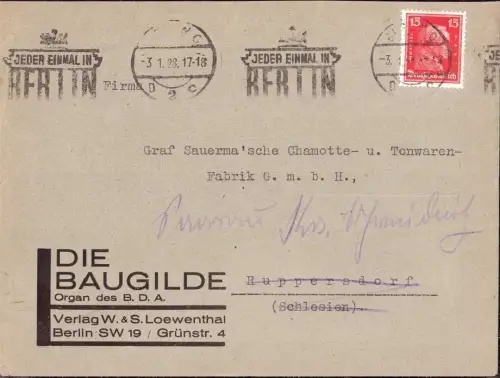 JEDER EINMAL IN
BERLIN
-3.1.28.17-18
JEDER EINMAL IN
BERLIN
15 15
Firma
Graf Sauerma'sche Chamotte- u. Tonwaren-
Fabrik G. m. b. H.,
Ruppersdorf
(Schlesien).
DIE
BAUGILDE
Organ des B. D. A.
Verlag W. & S. Loewenthal
Berlin SW 19 / Grünstr. 4